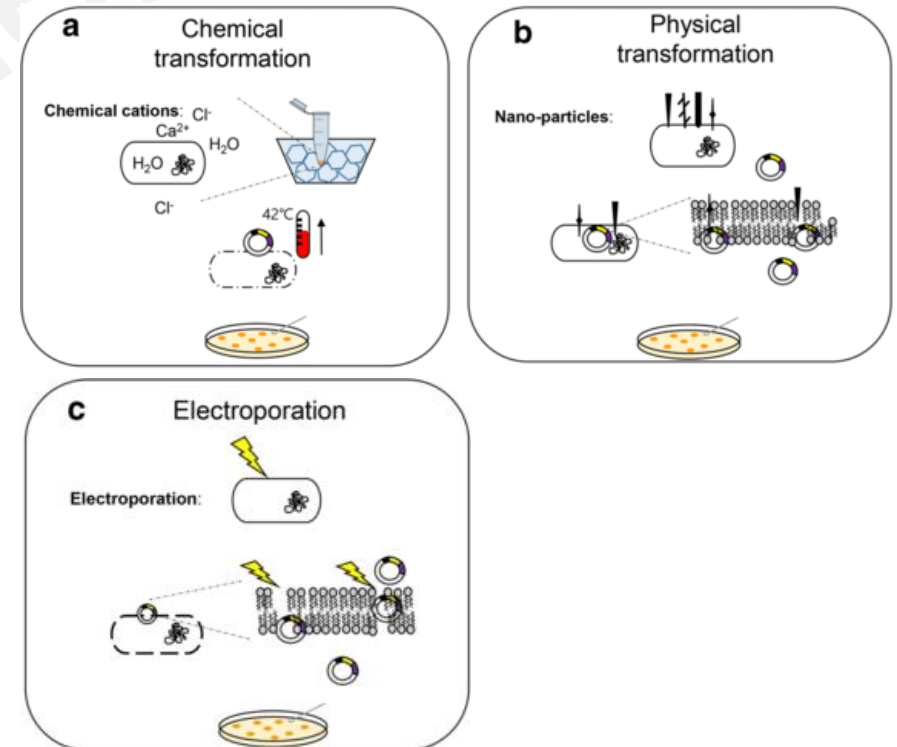 a
Chemical
transformation
Chemical cations: Cl⁻
Ca²⁺
H₂O
H₂O
Cl⁻
42℃
b
Physical
transformation
Nano-particles:
c
Electroporation
Electroporation: